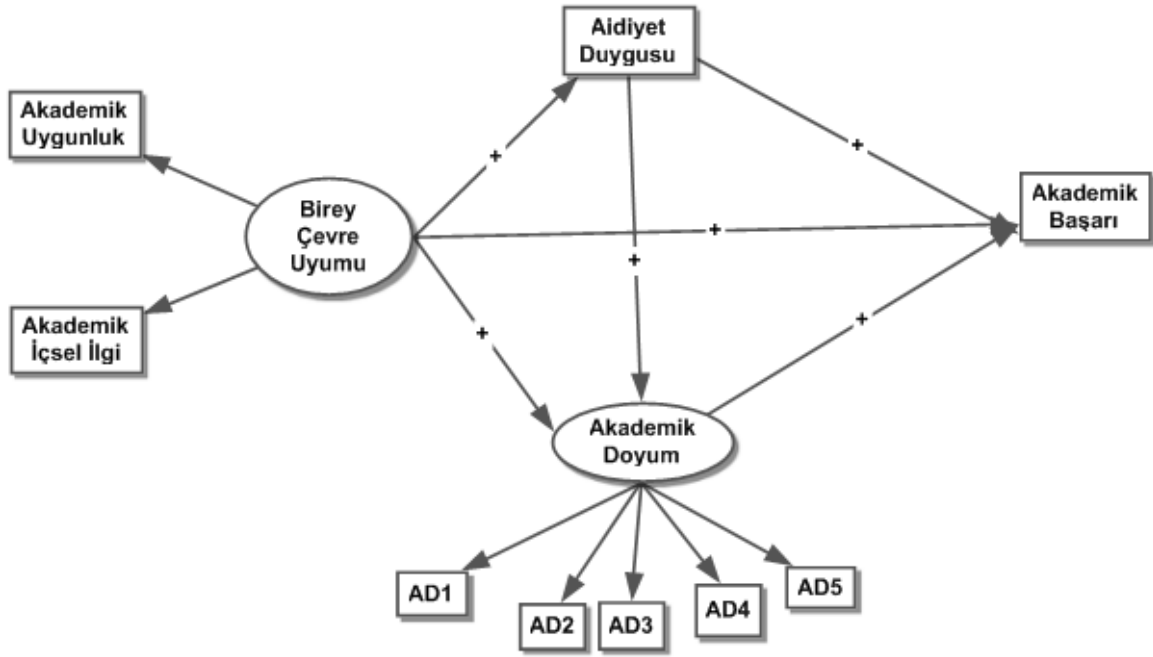 Aidiyet
Duygusu
Akademik
Uygunluk
+
+
Akademik
Başarı
Birey
Çevre
Uyumu
+
+
Akademik
İçsel İlgi
+
+
Akademik
Doyum
AD1
AD2
AD3
AD4
AD5